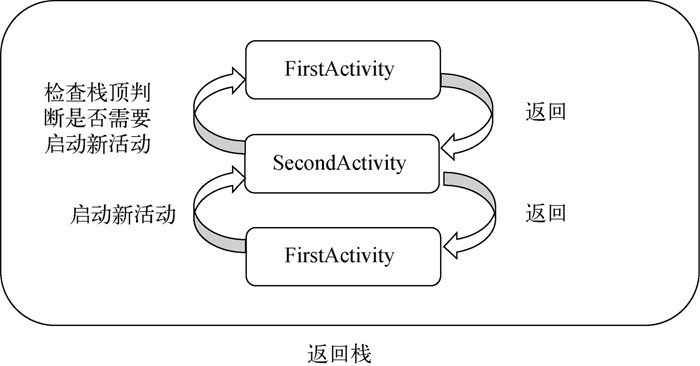 FirstActivity
检查栈顶判
断是否需要
启动新活动
返回
SecondActivity
启动新活动
返回
FirstActivity
返回栈